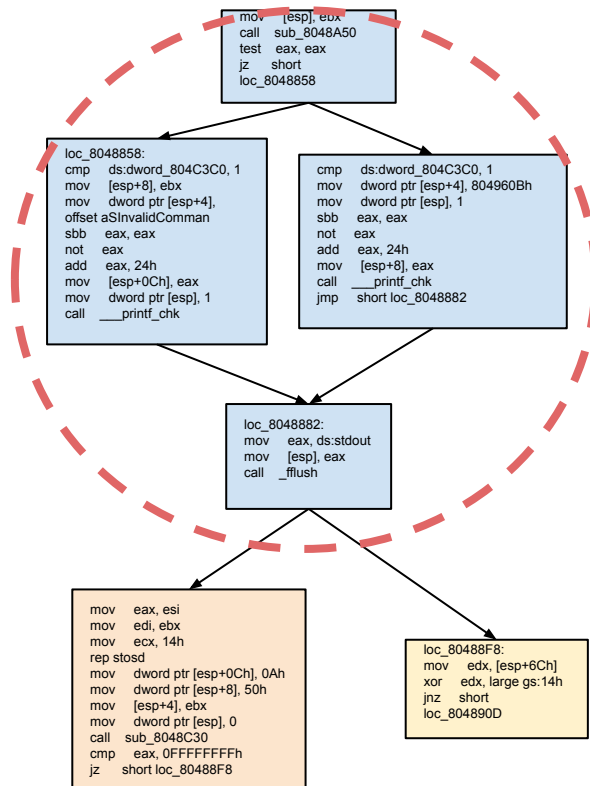 mov [esp], ebx
call sub_8048A50
test eax, eax
jz short
loc_8048858
loc_8048858:
cmp ds:dword_804C3C0, 1
mov [esp+8], ebx
mov dword ptr [esp+4],
offset aSInvalidComman
sbb eax, eax
not eax
add eax, 24h
mov [esp+0Ch], eax
mov dword ptr [esp], 1
call ___printf_chk
cmp ds:dword_804C3C0, 1
mov dword ptr [esp+4], 804960Bh
mov dword ptr [esp], 1
sbb eax, eax
not eax
add eax, 24h
mov [esp+8], eax
call ___printf_chk
jmp short loc_8048882
loc_8048882:
mov eax, ds:stdout
mov [esp], eax
call _fflush
mov eax, esi
mov edi, ebx
mov ecx, 14h
rep stosd
mov dword ptr [esp+0Ch], 0Ah
mov dword ptr [esp+8], 50h
mov [esp+4], ebx
mov dword ptr [esp], 0
call sub_8048C30
cmp eax, 0FFFFFFFFh
jz short loc_80488F8
loc_80488F8:
mov edx, [esp+6Ch]
xor edx, large gs:14h
jnz short
loc_804890D